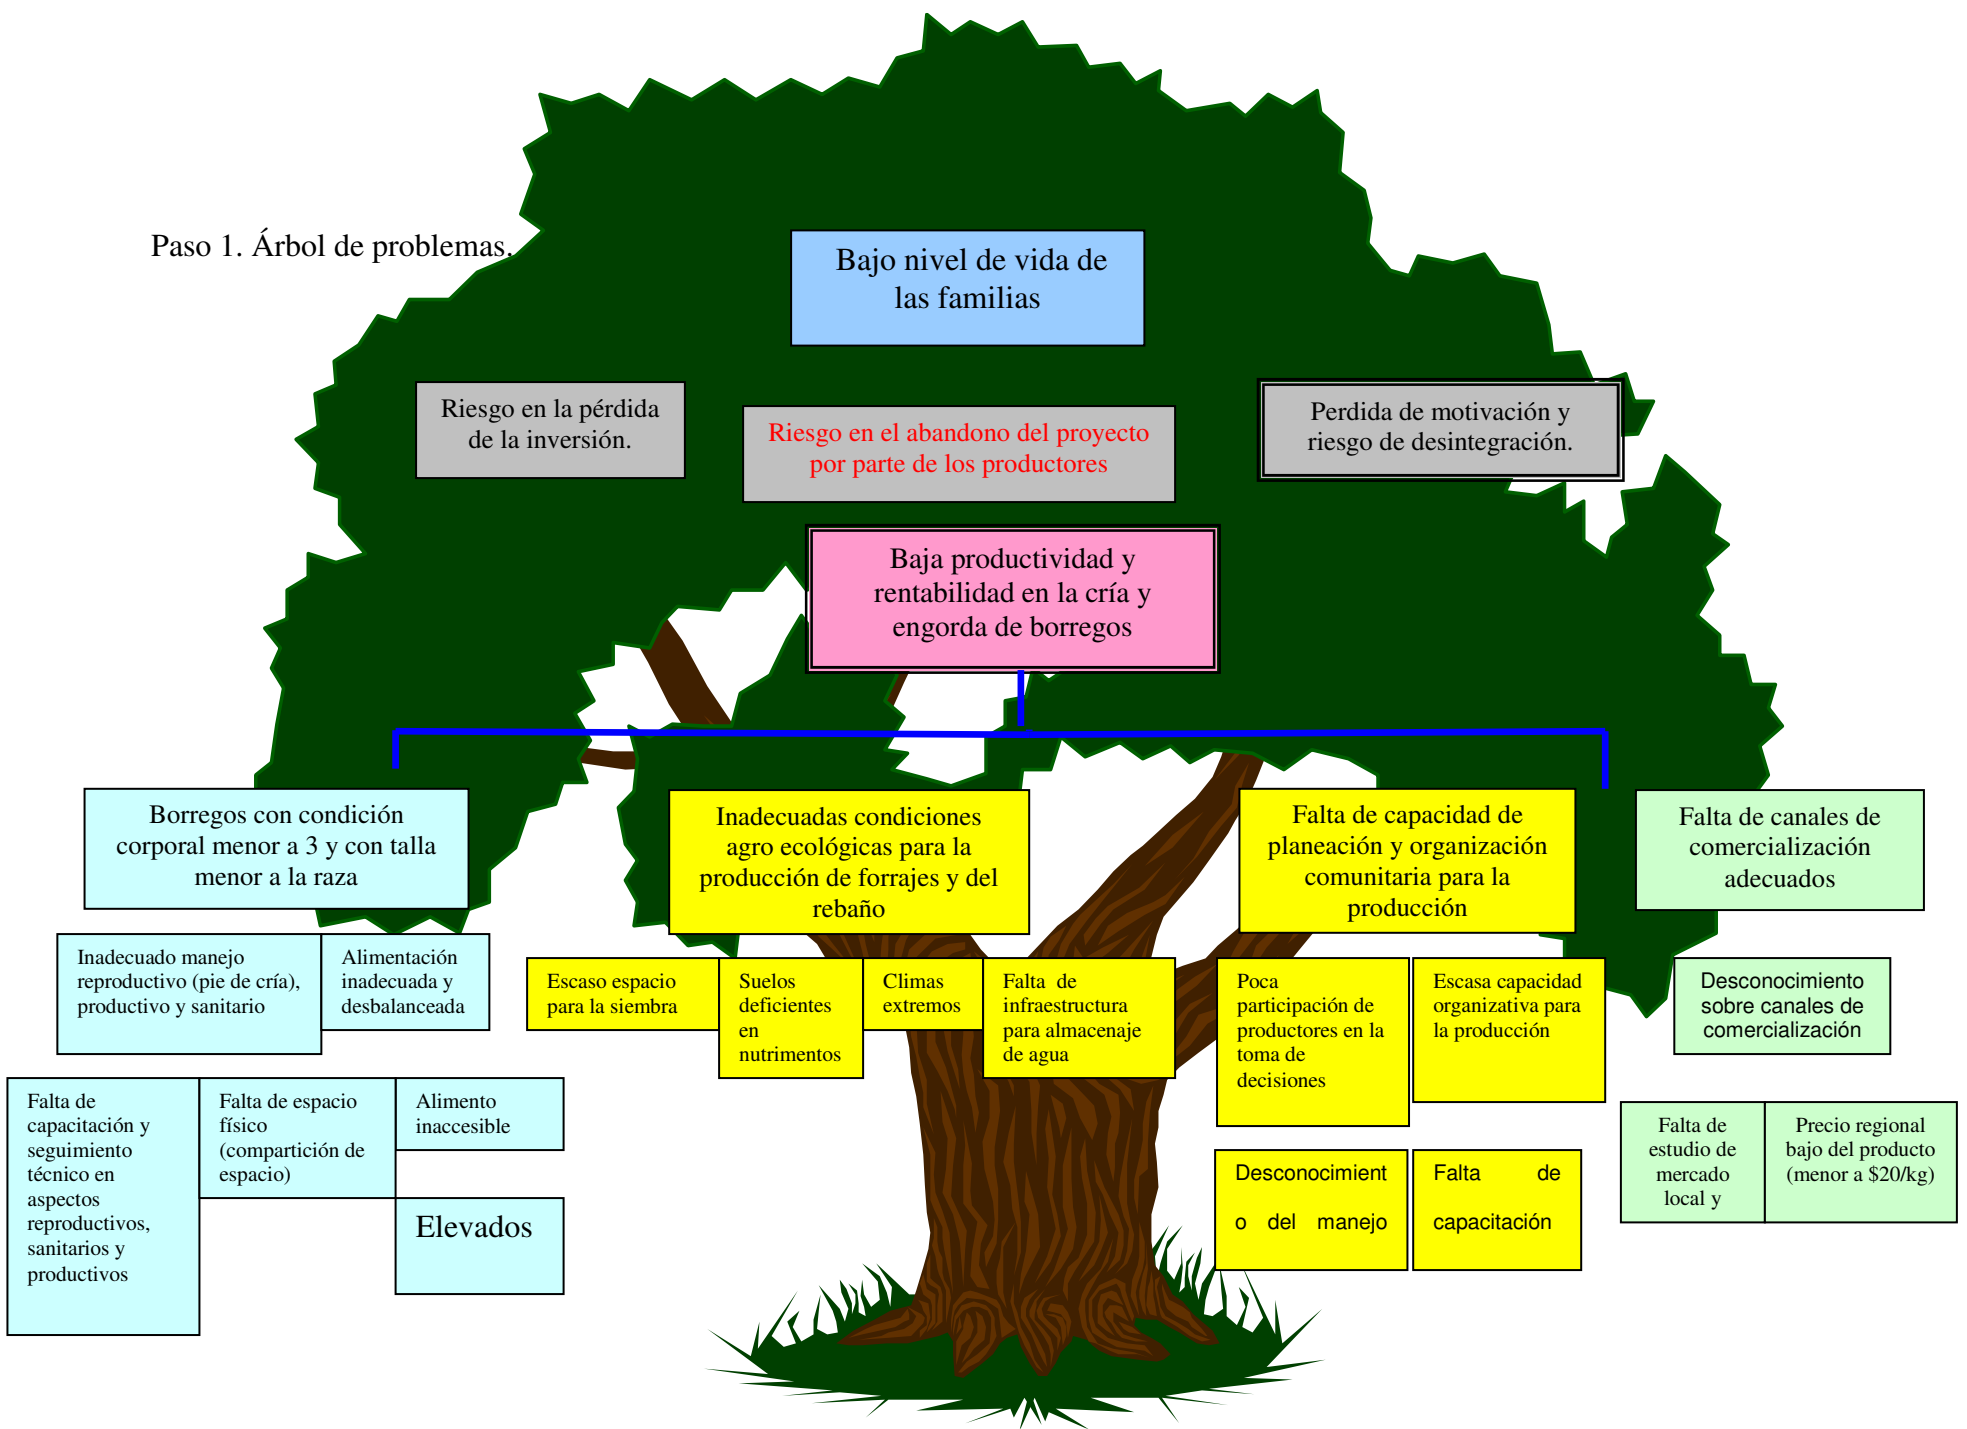 Paso 1. Árbol de problemas.
Bajo nivel de vida de
las familias
Riesgo en la pérdida
de la inversión.
Riesgo en el abandono del proyecto
por parte de los productores
Perdida de motivación y
riesgo de desintegración.
Baja productividad y
rentabilidad en la cría y
engorda de borregos
Borregos con condición
corporal menor a 3 y con talla
menor a la raza
Inadecuadas condiciones
agro ecológicas para la
producción de forrajes y del
rebaño
Falta de capacidad de
planeación y organización
comunitaria para la
producción
Falta de canales de
comercialización
adecuados
Inadecuado manejo
reproductivo (pie de cría),
productivo y sanitario
Alimentación
inadecuada y
desbalanceada
Escaso espacio
para la siembra
Suelos
deficientes
en
nutrimentos
Climas
extremos
Falta de
infraestructura
para almacenaje
de agua
Poca
participación de
productores en la
toma de
decisiones
Escasa capacidad
organizativa para
la producción
Desconocimiento
sobre canales de
comercialización
Falta de
capacitación y
seguimiento
técnico en
aspectos
reproductivos,
sanitarios y
productivos
Falta de espacio
físico
(compartición de
espacio)
Alimento
inaccesible
Elevados
Desconocimient
o del manejo
Falta de
capacitación
Falta de
estudio de
mercado
local y
Precio regional
bajo del producto
(menor a $20/kg)